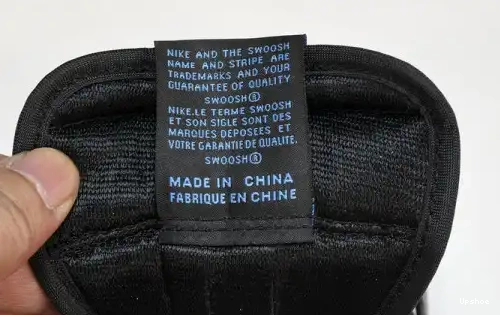 NIKE AND THE SWOOSH
NAME AND STRIPE ARE
TRADEMARKS AND YOUR
GUARANTEE OF QUALITY
SWOOSH®
NIKE.LE TERME SWOOSH
ET SON SIGLE SONT DES
MARQUES DEPOSEES ET
VOTRE GARANTIE DE QUALITE.
SWOOSH®
MADE IN CHINA
FABRIQUE EN CHINE